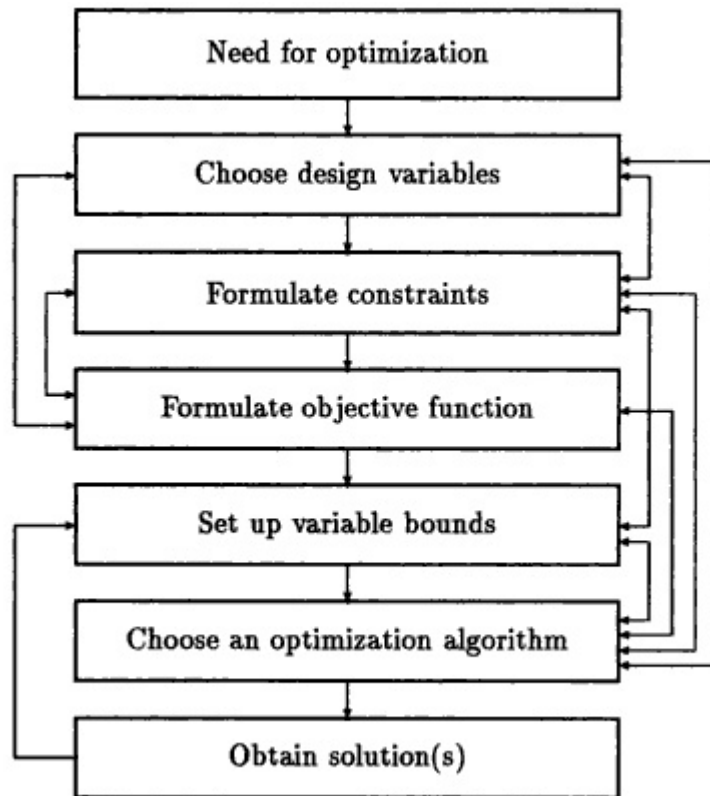 Need for optimization
Choose design variables
Formulate constraints
Formulate objective function
Set up variable bounds
Choose an optimization algorithm
Obtain solution(s)